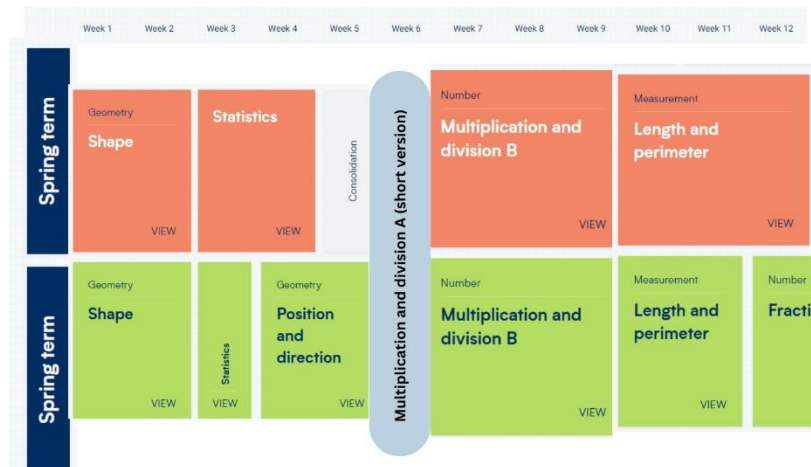 Week 1 Week 2 Week 3 Week 4 Week 5 Week 6 Week 7 Week 8 Week 9 Week 10 Week 11 Week 12
Spring term
Geometry
Shape
VIEW
Statistics
VIEW
Consolidation
Multiplication and division A (short version)
Number
Multiplication and
division B
VIEW
Measurement
Length and
perimeter
VIEW
Spring term
Geometry
Shape
VIEW
Statistics
VIEW
Geometry
Position
and
direction
VIEW
Number
Multiplication and
division B
VIEW
Measurement
Length and
perimeter
VIEW
Number
Fracti